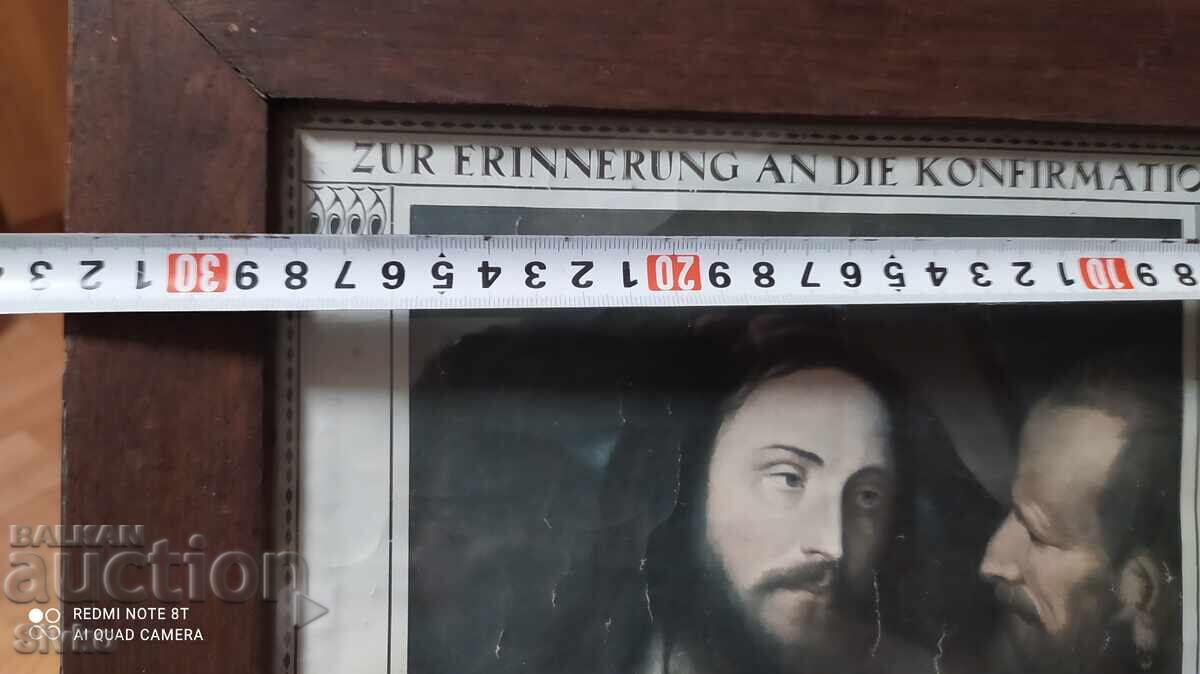 ZUR ERINNERUNG AN DIE KONFIRMATIO
4 3 2 1 30 9 8 7 6 5 4 3 2 1 20 9 8 7 6 5 4 3 2 1 10 9 8
BALKAN
auction
REDMI NOTE 8T
AI QUAD CAMERA
Sivko